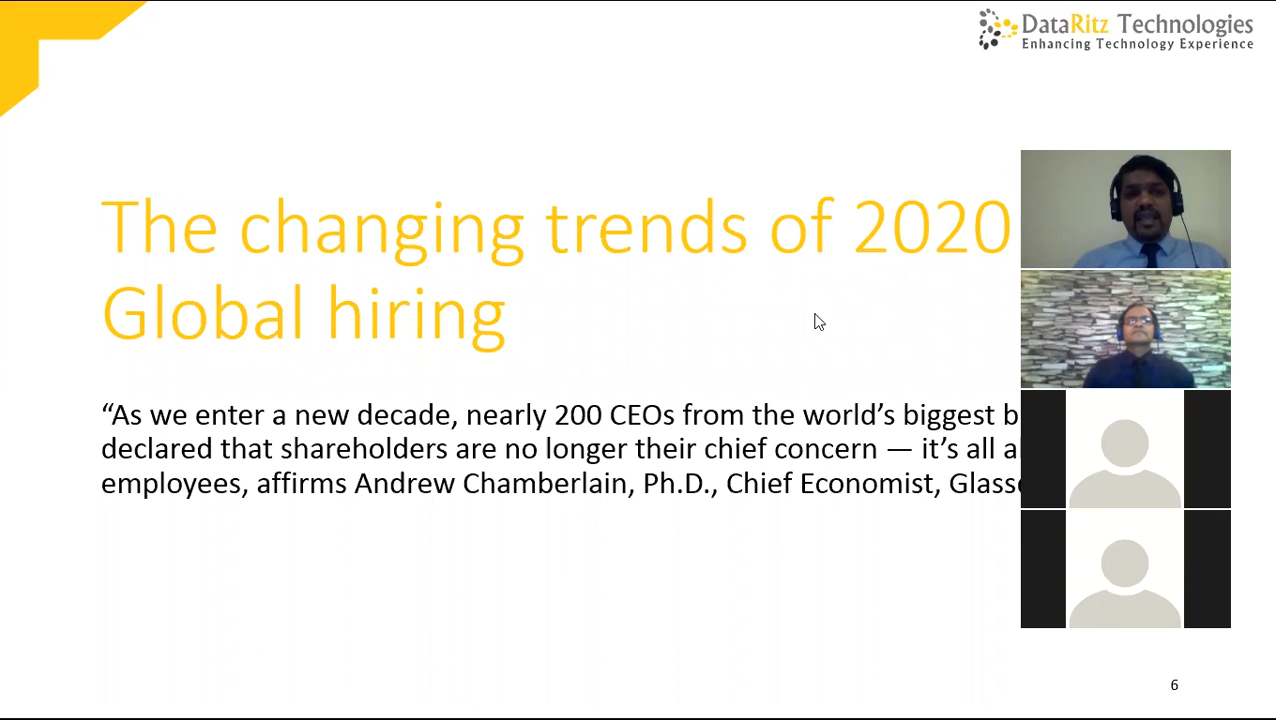 DataRitz Technologies
Enhancing Technology Experience
The changing trends of 2020
Global hiring
“As we enter a new decade, nearly 200 CEOs from the world’s biggest
declared that shareholders are no longer their chief concern — it’s all
employees, affirms Andrew Chamberlain, Ph.D., Chief Economist,
6